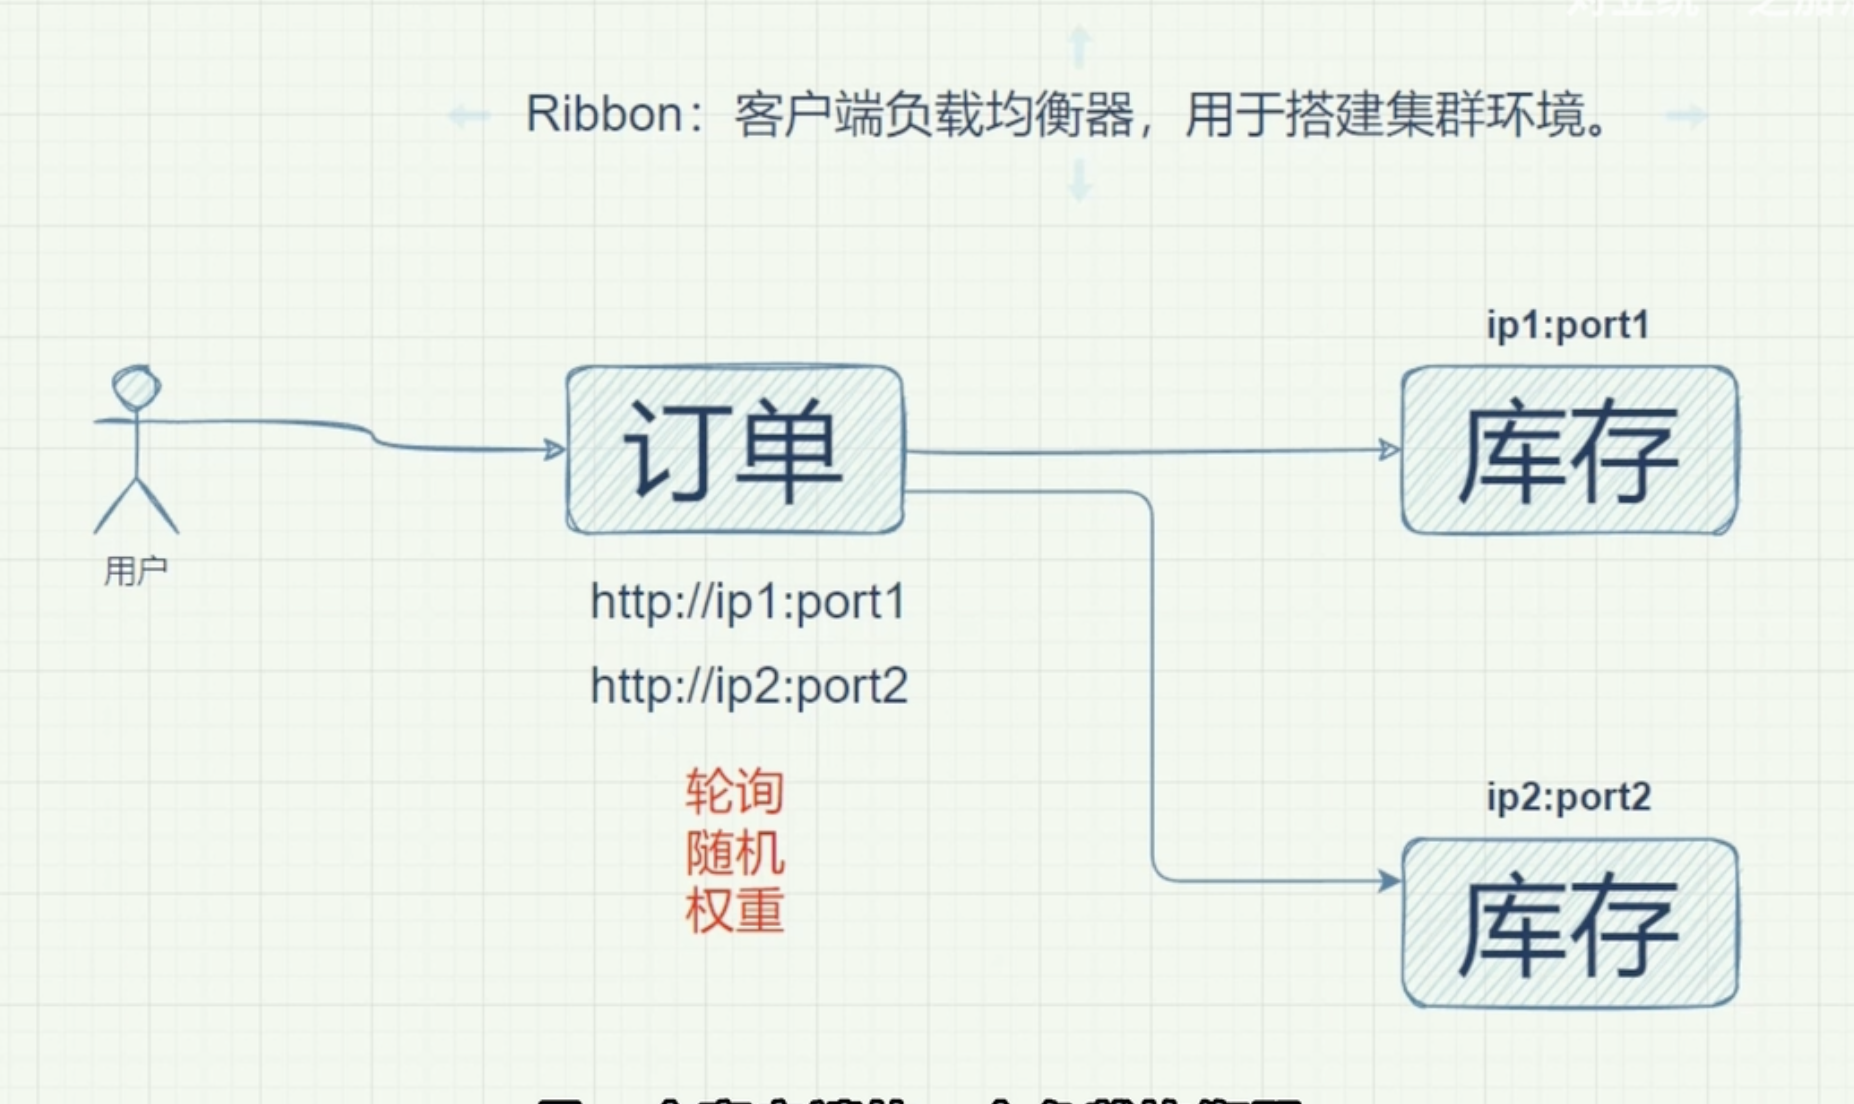 Ribbon：客户端负载均衡器，用于搭建集群环境。
ip1:port1
订单
库存
用户
http://ip1:port1
http://ip2:port2
轮询
随机
权重
ip2:port2
库存